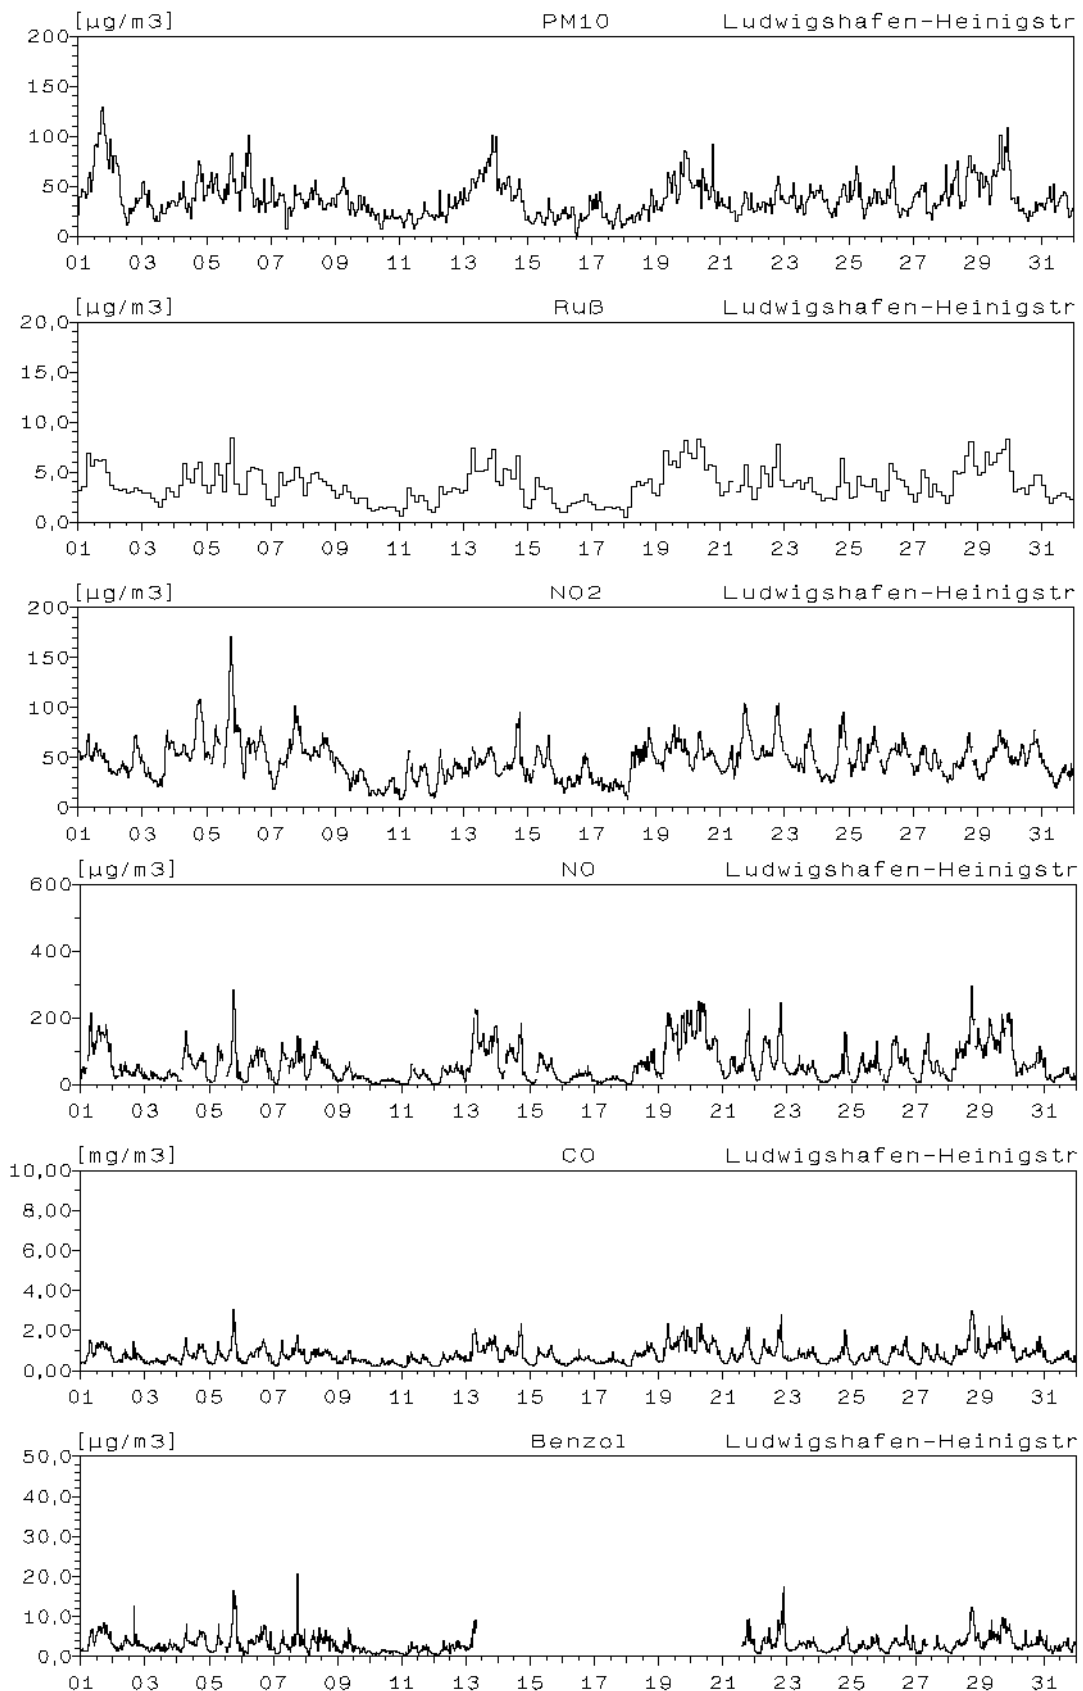 [µg/m3] PM10 Ludwigshafen-Heinigstr
200
150
100
50
0
01 03 05 07 09 11 13 15 17 19 21 23 25 27 29 31
[µg/m3] Ruß Ludwigshafen-Heinigstr
20,0
15,0
10,0
5,0
0,0
01 03 05 07 09 11 13 15 17 19 21 23 25 27 29 31
[µg/m3] NO2 Ludwigshafen-Heinigstr
200
150
100
50
0
01 03 05 07 09 11 13 15 17 19 21 23 25 27 29 31
[µg/m3] NO Ludwigshafen-Heinigstr
600
400
200
0
01 03 05 07 09 11 13 15 17 19 21 23 25 27 29 31
[mg/m3] CO Ludwigshafen-Heinigstr
10,00
8,00
6,00
4,00
2,00
0,00
01 03 05 07 09 11 13 15 17 19 21 23 25 27 29 31
[µg/m3] Benzol Ludwigshafen-Heinigstr
50,0
40,0
30,0
20,0
10,0
0,0
01 03 05 07 09 11 13 15 17 19 21 23 25 27 29 31